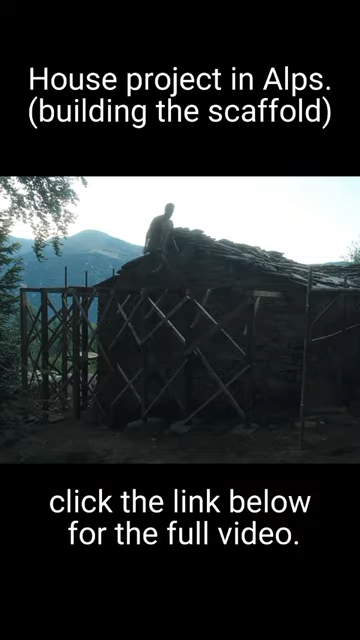 House project in Alps.
(building the scaffold)
click the link below
for the full video.